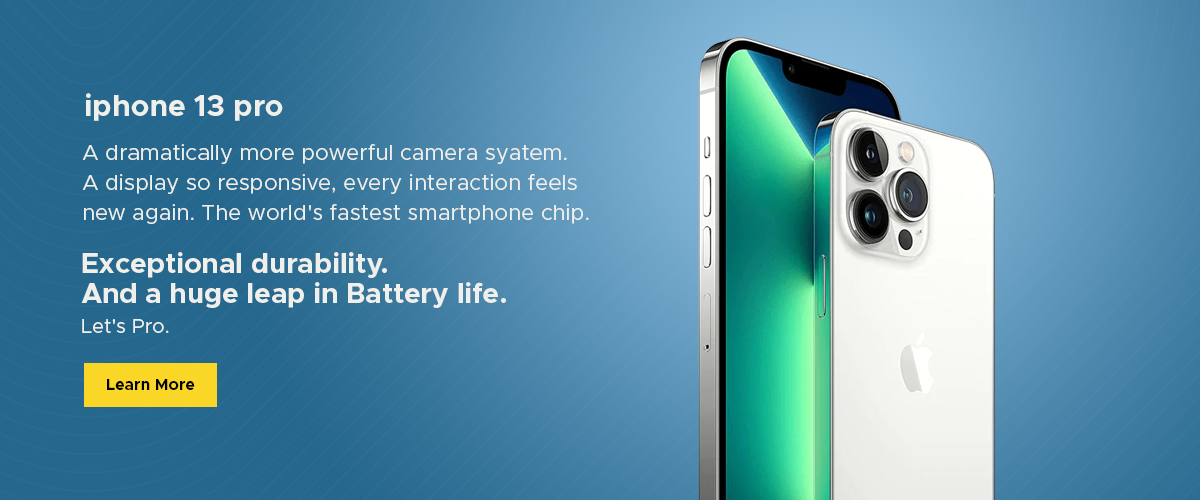 iphone 13 pro
A dramatically more powerful camera syatem.
A display so responsive, every interaction feels
new again. The world's fastest smartphone chip.
Exceptional durability.
And a huge leap in Battery life.
Let's Pro.
Learn More